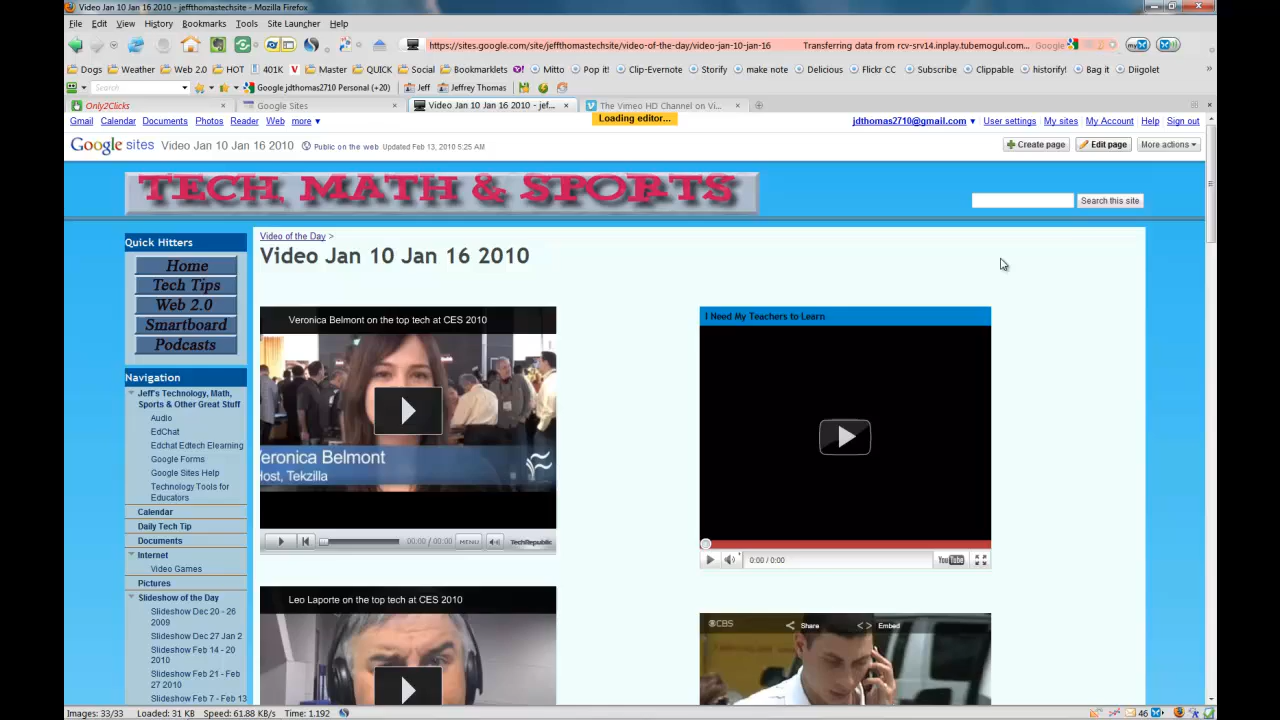 Video Jan 10 Jan 16 2010 - jeffthomastechsite - Mozilla Firefox
File Edit View History Bookmarks Tools Site Launcher Help
https://sites.google.com/site/jeffthomastechsite/video-of-the-day/video-jan-10-jan-16 Transferring data from rcv-srv14.inplay.tubemogul.com... Google
Dogs Weather Web 2.0 HOT 401K Master QUICK Social Bookmarklets Mitto Pop it! Clip-Evernote Storify make note Delicious Flickr CC Subscribe Clippable historify! Bag it Diigolet
Search Google jdthomas2710 Personal (+20) Jeff Jeffrey Thomas
Only2Clicks Google Sites Video Jan 10 Jan 16 2010 - jef... The Vimeo HD Channel on Vi...
Gmail Calendar Documents Photos Reader Web more Loading editor... jdthomas2710@gmail.com User settings My sites My Account Help Sign out
Google sites Video Jan 10 Jan 16 2010 Public on the web Updated Feb 13, 2010 5:25 AM Create page Edit page More actions
TECH, MATH & SPORTS
Search this site
Quick Hitters
Home
Tech Tips
Web 2.0
Smartboard
Podcasts
Navigation
Jeff's Technology, Math,
Sports & Other Great Stuff
Audio
EdChat
Edchat Edtech Elearning
Google Forms
Google Sites Help
Technology Tools for
Educators
Calendar
Daily Tech Tip
Documents
Internet
Video Games
Pictures
Slideshow of the Day
Slideshow Dec 20 - 26
2009
Slideshow Dec 27 Jan 2
Slideshow Feb 14 - 20
2010
Slideshow Feb 21 - Feb
27 2010
Slideshow Feb 7 - Feb 13
Video of the Day >
Video Jan 10 Jan 16 2010
Veronica Belmont on the top tech at CES 2010
eronica Belmont
Host, Tekzilla
00:00 / 00:00 MENU TechRepublic
I Need My Teachers to Learn
0:00 / 0:00 YouTube
Leo Laporte on the top tech at CES 2010
CBS Share Embed
Images: 33/33 Loaded: 31 KB Speed: 61.88 KB/s Time: 1.192 46